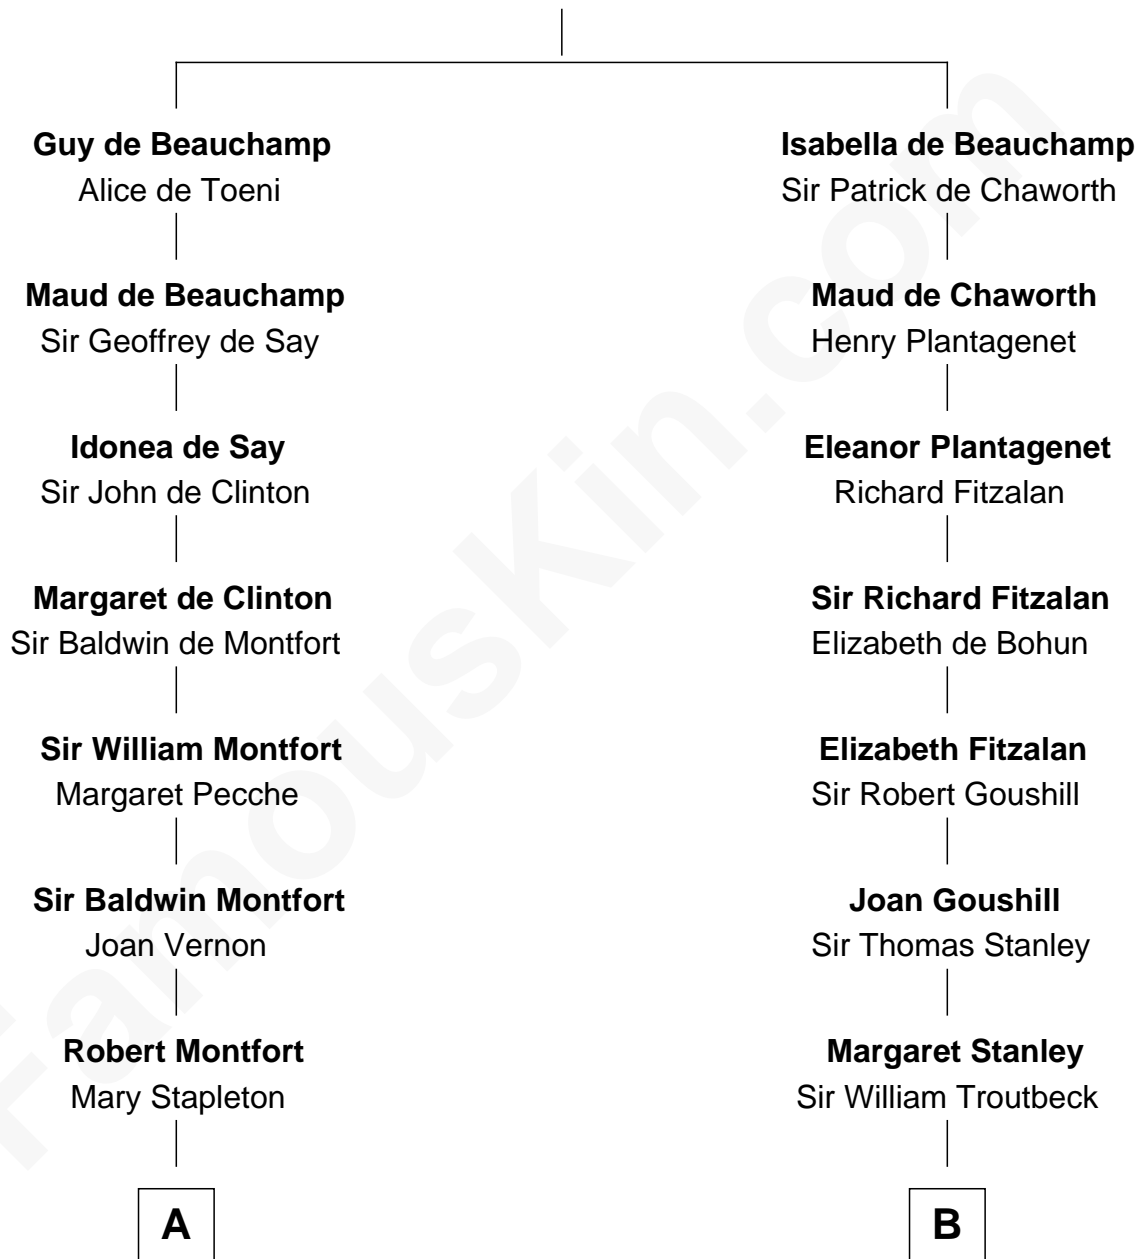 Guy de Beauchamp
Alice de Toeni
Isabella de Beauchamp
Sir Patrick de Chaworth
Maud de Beauchamp
Sir Geoffrey de Say
Maud de Chaworth
Henry Plantagenet
Idonea de Say
Sir John de Clinton
Eleanor Plantagenet
Richard Fitzalan
Margaret de Clinton
Sir Baldwin de Montfort
Sir Richard Fitzalan
Elizabeth de Bohun
Sir William Montfort
Margaret Pecche
Elizabeth Fitzalan
Sir Robert Goushill
Sir Baldwin Montfort
Joan Vernon
Joan Goushill
Sir Thomas Stanley
Robert Montfort
Mary Stapleton
Margaret Stanley
Sir William Troutbeck
A
B
FamousKin.com